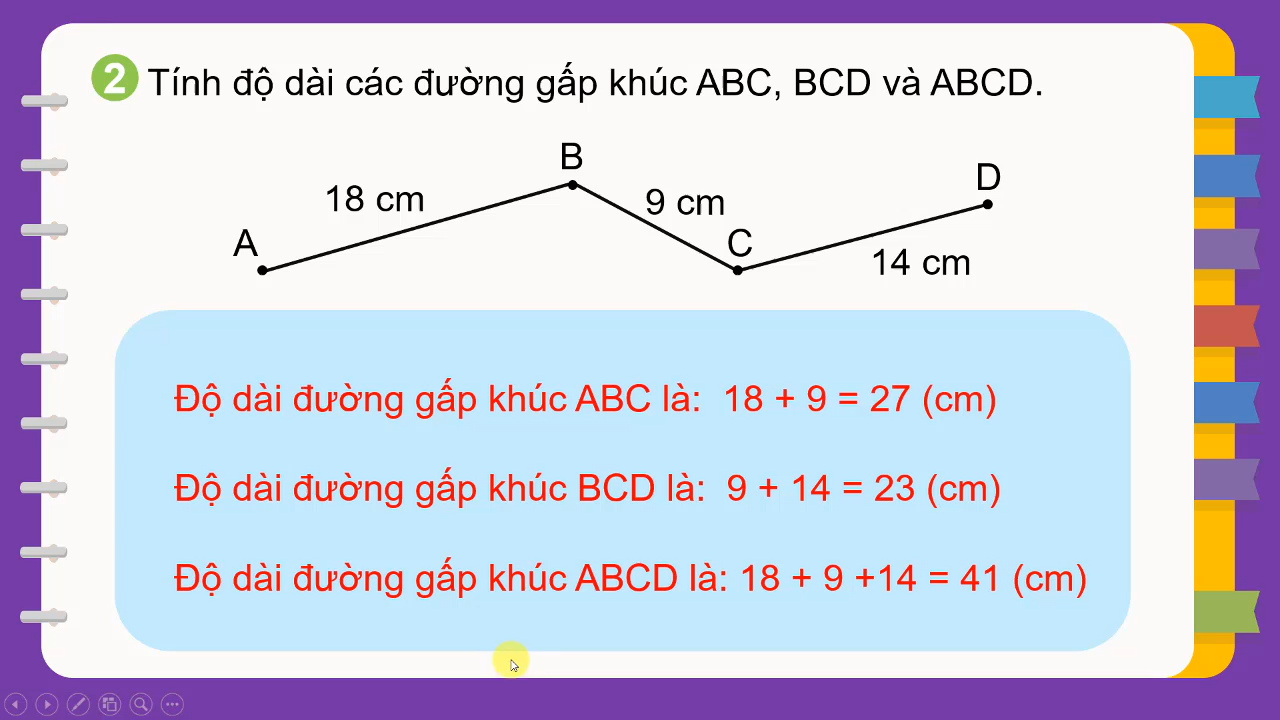 2 Tính độ dài các đường gấp khúc ABC, BCD và ABCD.
B
D
18 cm
9 cm
A
C
14 cm
Độ dài đường gấp khúc ABC là: 18 + 9 = 27 (cm)
Độ dài đường gấp khúc BCD là: 9 + 14 = 23 (cm)
Độ dài đường gấp khúc ABCD là: 18 + 9 +14 = 41 (cm)